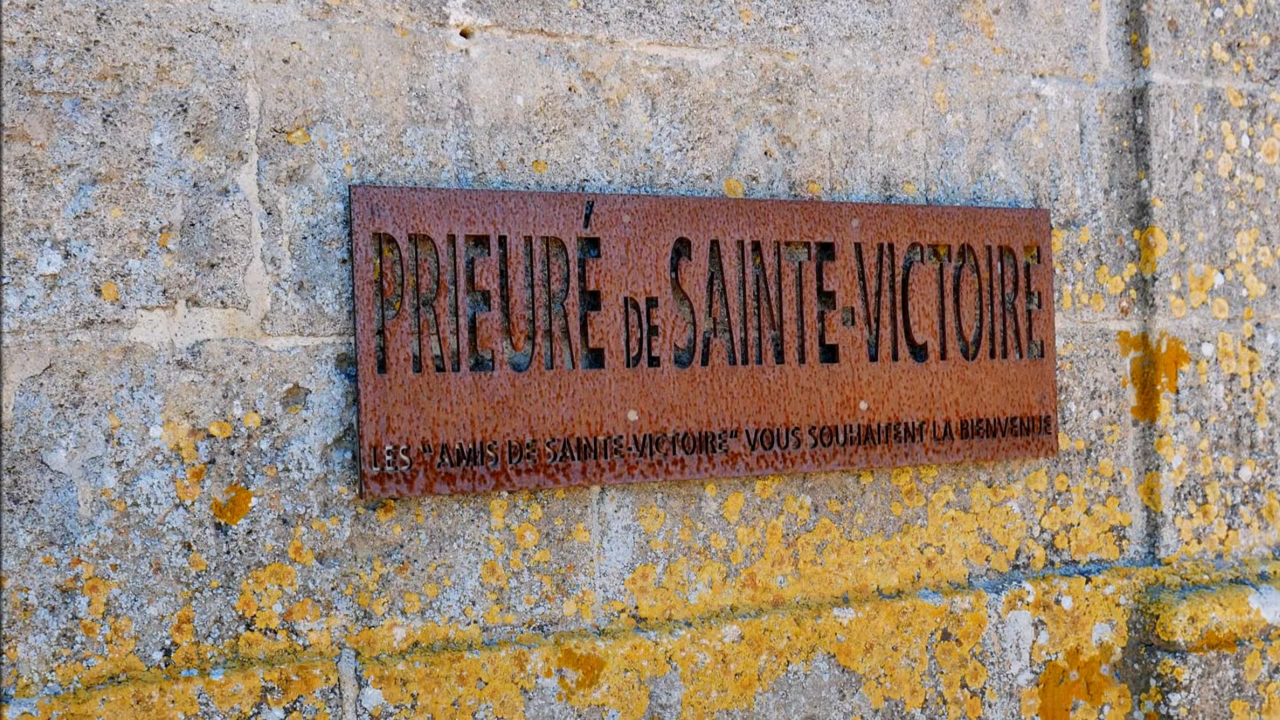 PRIEURÉ DE SAINTE-VICTOIRE
LES "AMIS DE SAINTE-VICTOIRE" VOUS SOUHAITENT LA BIENVENUE